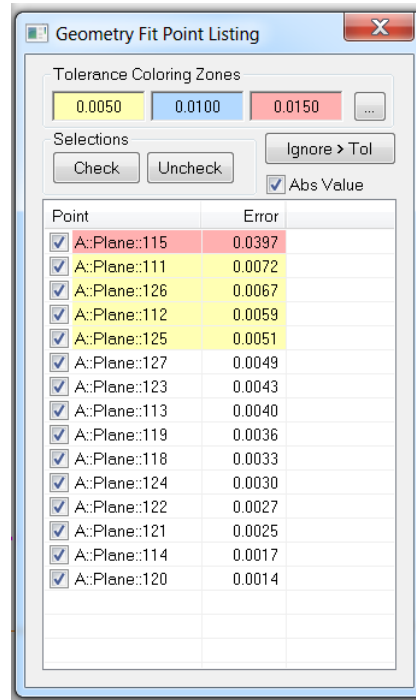 Geometry Fit Point Listing
X
Tolerance Coloring Zones
0.0050 0.0100 0.0150 ...
Selections
Check Uncheck
Ignore > Tol
Abs Value
Point Error
A::Plane::115 0.0397
A::Plane::111 0.0072
A::Plane::126 0.0067
A::Plane::112 0.0059
A::Plane::125 0.0051
A::Plane::127 0.0049
A::Plane::123 0.0043
A::Plane::113 0.0040
A::Plane::119 0.0036
A::Plane::118 0.0033
A::Plane::124 0.0030
A::Plane::122 0.0027
A::Plane::121 0.0025
A::Plane::114 0.0017
A::Plane::120 0.0014